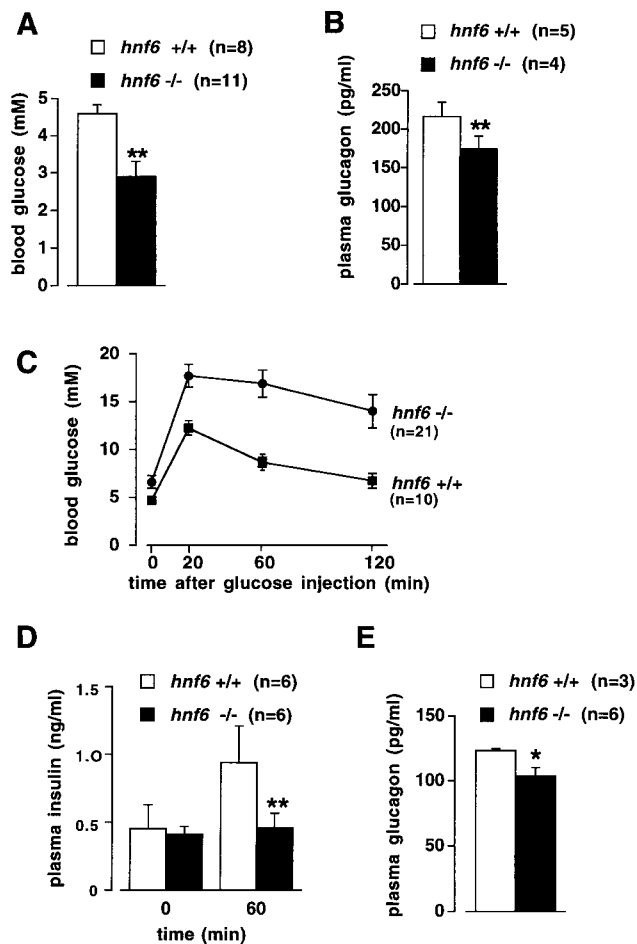 A
hnf6 +/+ (n=8)
hnf6 -/- (n=11)
blood glucose (mM)
5
4
3
2
1
0
**
B
hnf6 +/+ (n=5)
hnf6 -/- (n=4)
plasma glucagon (pg/ml)
250
200
150
100
50
0
**
C
blood glucose (mM)
20
15
10
5
0
hnf6 -/-
(n=21)
hnf6 +/+
(n=10)
0 20 60 120
time after glucose injection (min)
D
hnf6 +/+ (n=6)
hnf6 -/- (n=6)
plasma insulin (ng/ml)
1.5
1.0
0.5
0
**
0 60
time (min)
E
hnf6 +/+ (n=3)
hnf6 -/- (n=6)
plasma glucagon (pg/ml)
150
100
50
0
*